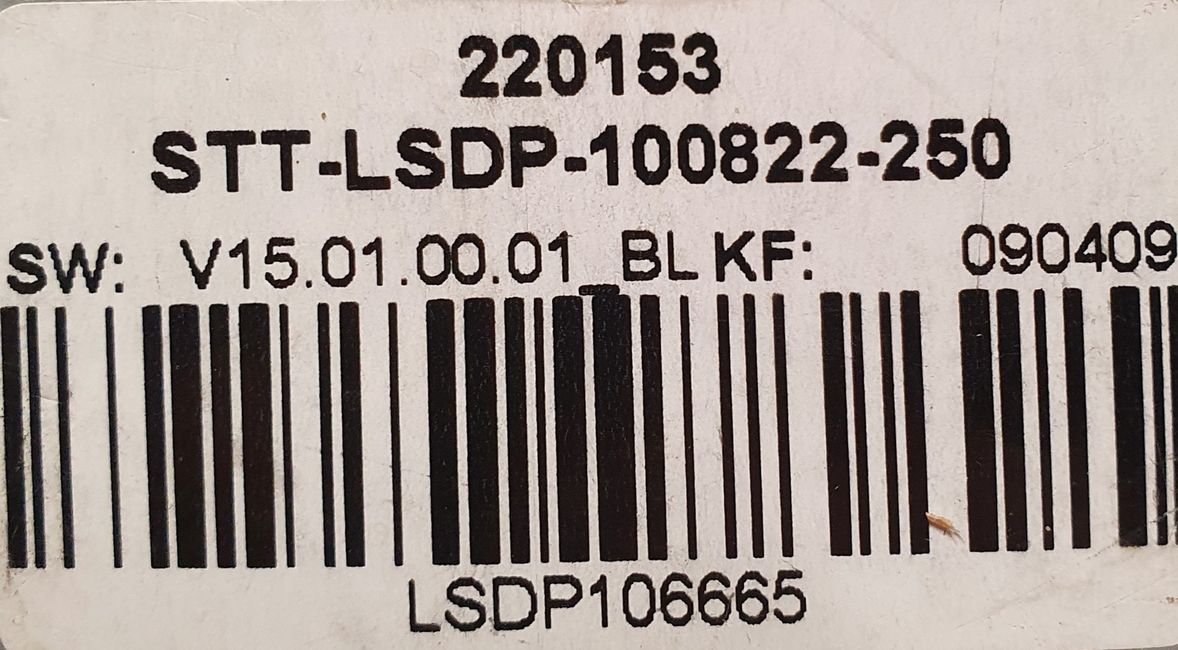 220153
STT-LSDP-100822-250
SW: V15.01.00.01_BL KF: 090409
LSDP106665